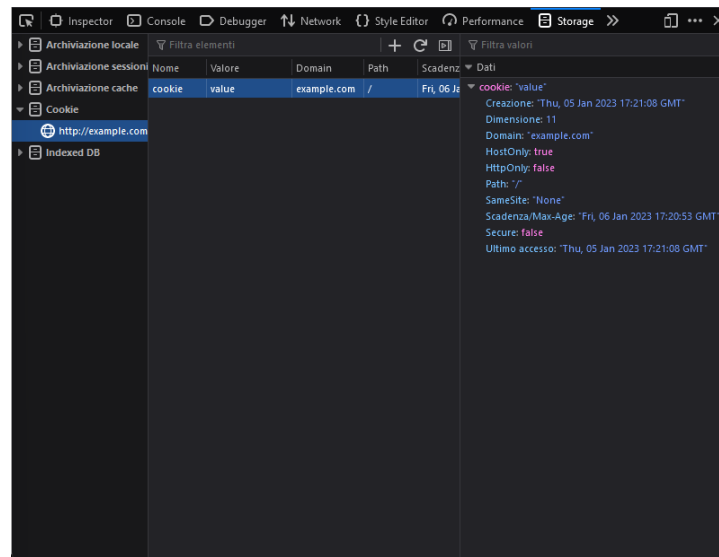 Inspector Console Debugger Network Style Editor Performance Storage
Archiviazione locale
Archiviazione sessioni
Archiviazione cache
Cookie
http://example.com
Indexed DB
Filtra elementi
Nome Valore Domain Path Scadenz
cookie value example.com / Fri, 06 Ja
Filtra valori
Dati
cookie: "value"
Creazione: "Thu, 05 Jan 2023 17:21:08 GMT"
Dimensione: 11
Domain: "example.com"
HostOnly: true
HttpOnly: false
Path: "/"
SameSite: "None"
Scadenza/Max-Age: "Fri, 06 Jan 2023 17:20:53 GMT"
Secure: false
Ultimo accesso: "Thu, 05 Jan 2023 17:21:08 GMT"